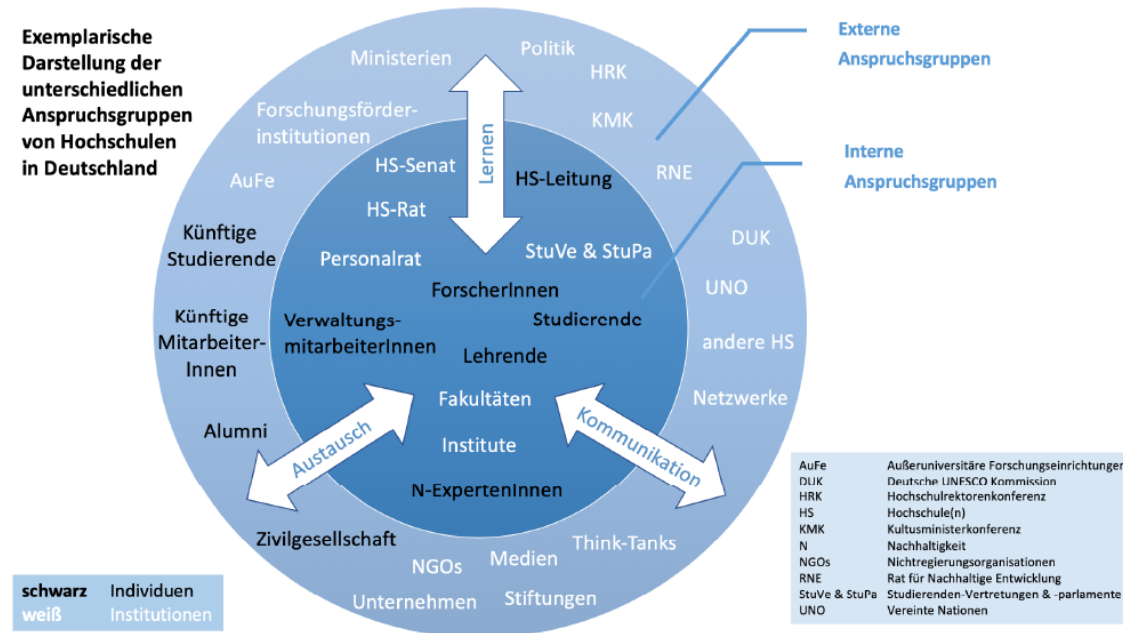 Exemplarische
Darstellung der
unterschiedlichen
Anspruchsgruppen
von Hochschulen
in Deutschland
Externe
Anspruchsgruppen
Interne
Anspruchsgruppen
Ministerien
Politik
HRK
Forschungsförder-
institutionen
KMK
AuFe
RNE
Künftige
Studierende
DUK
UNO
Künftige
Mitarbeiter-
Innen
andere HS
Netzwerke
Alumni
Zivilgesellschaft
NGOs
Medien
Think-Tanks
Unternehmen
Stiftungen
Lernen
HS-Senat
HS-Leitung
HS-Rat
Personalrat
StuVe & StuPa
ForscherInnen
Studierende
Verwaltungs-
mitarbeiterInnen
Lehrende
Fakultäten
Institute
N-ExpertenInnen
Austausch
Kommunikation
schwarz Individuen
weiß Institutionen
AuFe Außeruniversitäre Forschungseinrichtungen
DUK Deutsche UNESCO Kommission
HRK Hochschulrektorenkonferenz
HS Hochschule(n)
KMK Kultusministerkonferenz
N Nachhaltigkeit
NGOs Nichtregierungsorganisationen
RNE Rat für Nachhaltige Entwicklung
StuVe & StuPa Studierenden-Vertretungen & -parlamente
UNO Vereinte Nationen